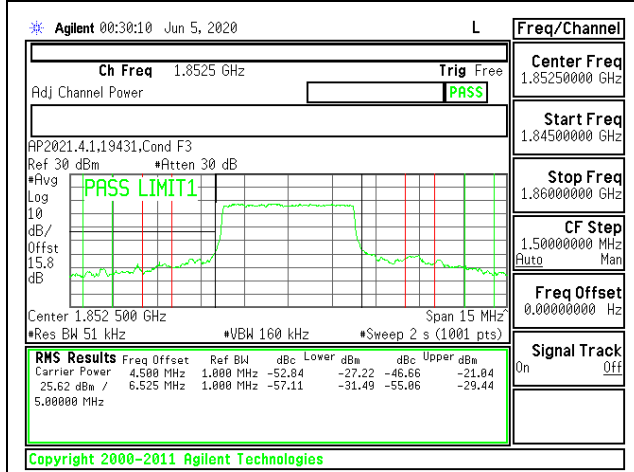 Agilent 00:30:10 Jun 5, 2020 L
Ch Freq 1.8525 GHz Trig Free
Adj Channel Power PASS
AP2021.4.1,19431,Cond F3
Ref 30 dBm #Atten 30 dB
#Avg
Log
10
dB/
Offst
15.8
dB
PASS LIMIT1
Center 1.852 500 GHz Span 15 MHz^
#Res BW 51 kHz #VBW 160 kHz #Sweep 2 s (1001 pts)
RMS Results Freq Offset Ref BW dBc Lower dBm dBc Upper dBm
Carrier Power 4.500 MHz 1.000 MHz -52.84 -27.22 -46.66 -21.04
25.62 dBm / 6.525 MHz 1.000 MHz -57.11 -31.49 -55.06 -29.44
5.00000 MHz
Copyright 2000-2011 Agilent Technologies
Freq/Channel
Center Freq
1.85250000 GHz
Start Freq
1.84500000 GHz
Stop Freq
1.86000000 GHz
CF Step
1.50000000 MHz
Auto Man
Freq Offset
0.00000000 Hz
Signal Track
On Off